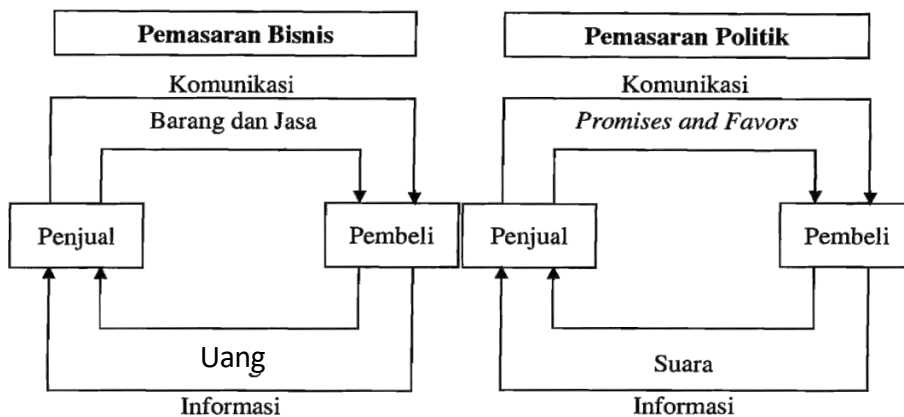 Pemasaran Bisnis
Komunikasi
Barang dan Jasa
Penjual
Pembeli
Uang
Informasi
Pemasaran Politik
Komunikasi
Promises and Favors
Penjual
Pembeli
Suara
Informasi